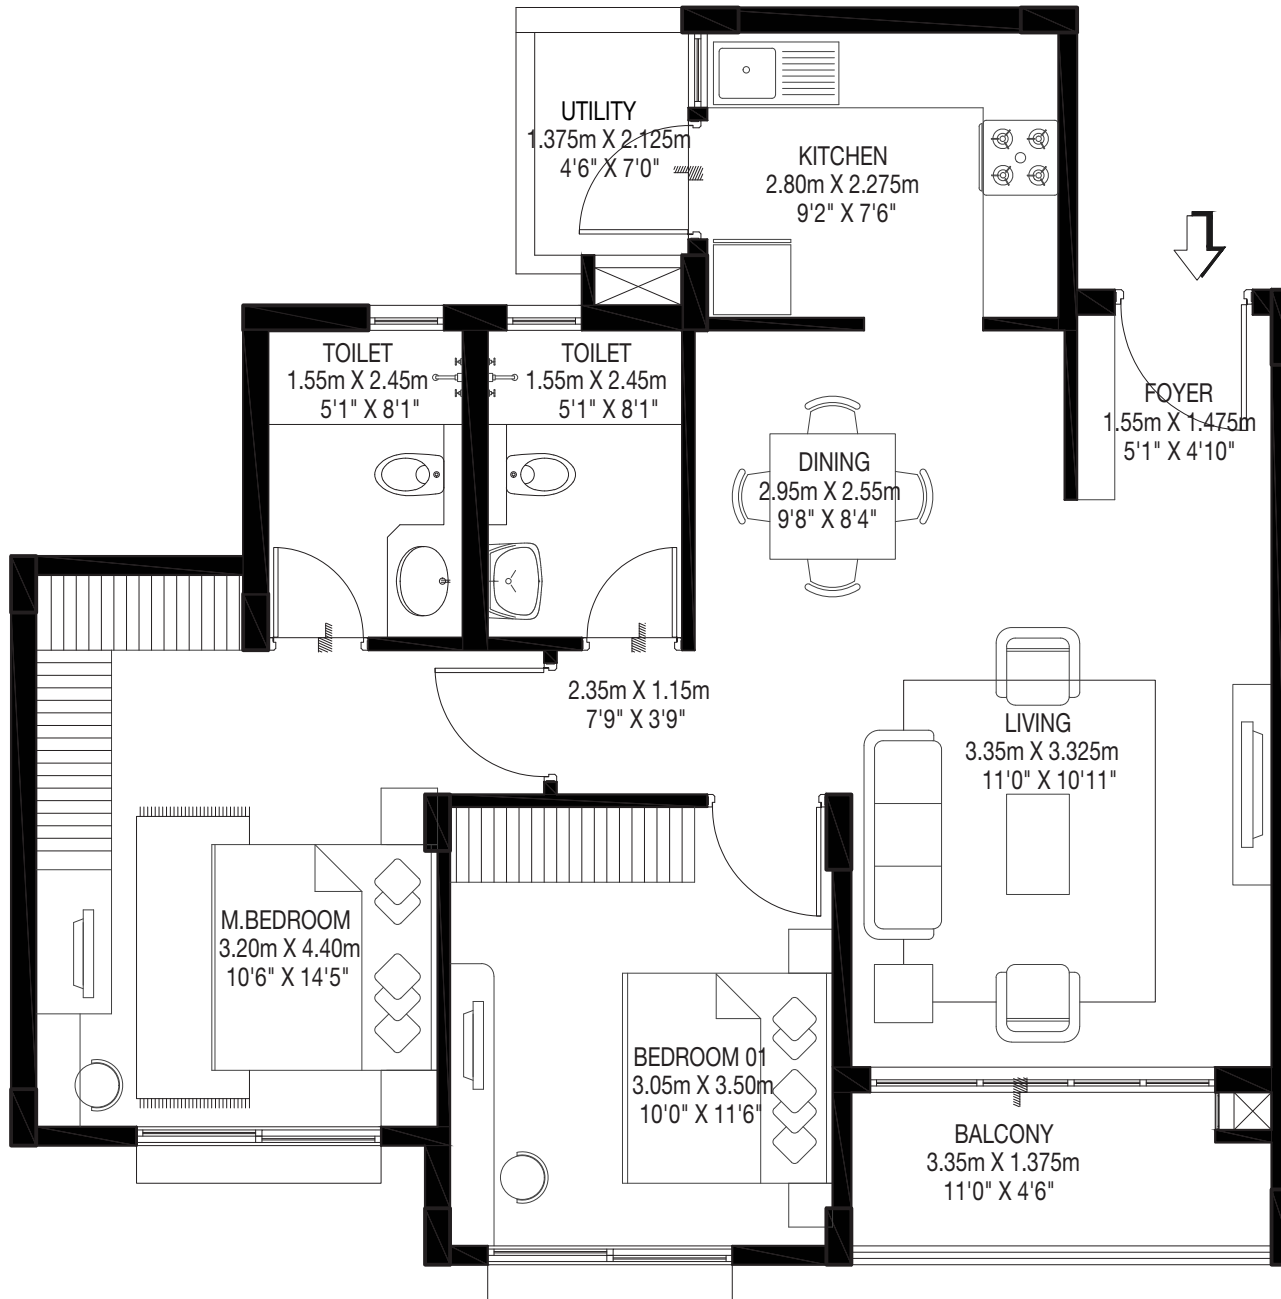 UTILITY
1.375m X 2.125m
4'6" X 7'0"
KITCHEN
2.80m X 2.275m
9'2" X 7'6"
TOILET
1.55m X 2.45m
5'1" X 8'1"
TOILET
1.55m X 2.45m
5'1" X 8'1"
FOYER
1.55m X 1.475m
5'1" X 4'10"
DINING
2.95m X 2.55m
9'8" X 8'4"
2.35m X 1.15m
7'9" X 3'9"
LIVING
3.35m X 3.325m
11'0" X 10'11"
M.BEDROOM
3.20m X 4.40m
10'6" X 14'5"
BEDROOM 01
3.05m X 3.50m
10'0" X 11'6"
BALCONY
3.35m X 1.375m
11'0" X 4'6"